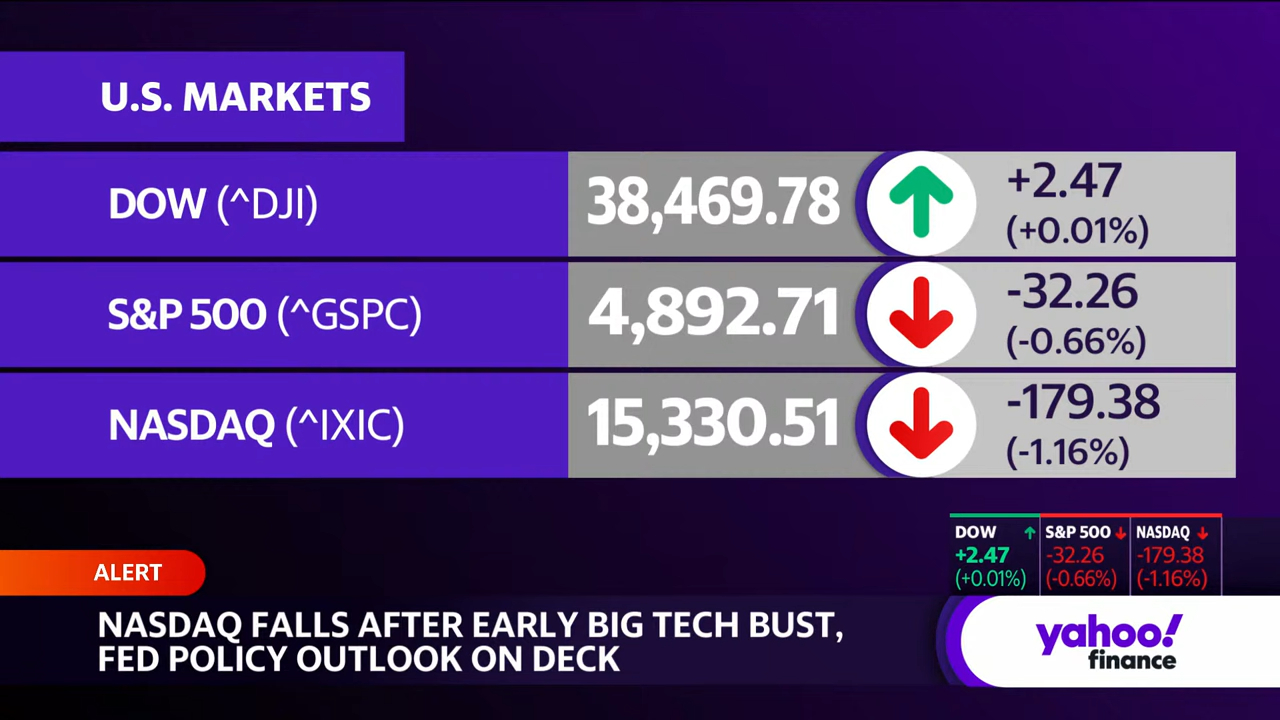 U.S. MARKETS
DOW (^DJI) 38,469.78 +2.47
(+0.01%)
S&P 500 (^GSPC) 4,892.71 -32.26
(-0.66%)
NASDAQ (^IXIC) 15,330.51 -179.38
(-1.16%)
DOW S&P 500 NASDAQ
+2.47 -32.26 -179.38
(+0.01%) (-0.66%) (-1.16%)
ALERT
NASDAQ FALLS AFTER EARLY BIG TECH BUST,
FED POLICY OUTLOOK ON DECK
yahoo!
finance